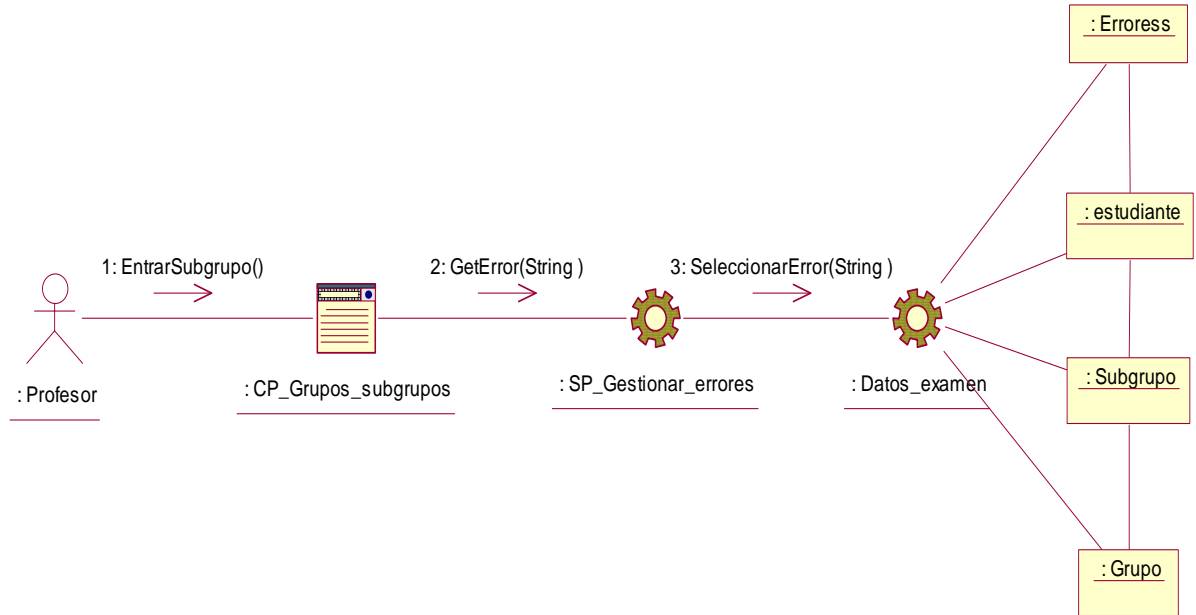 : Erroress
: estudiante
1: EntrarSubgrupo()
2: GetError(String )
3: SeleccionarError(String )
: Profesor
: CP_Grupos_subgrupos
: SP_Gestionar_errores
: Datos_examen
: Subgrupo
: Grupo